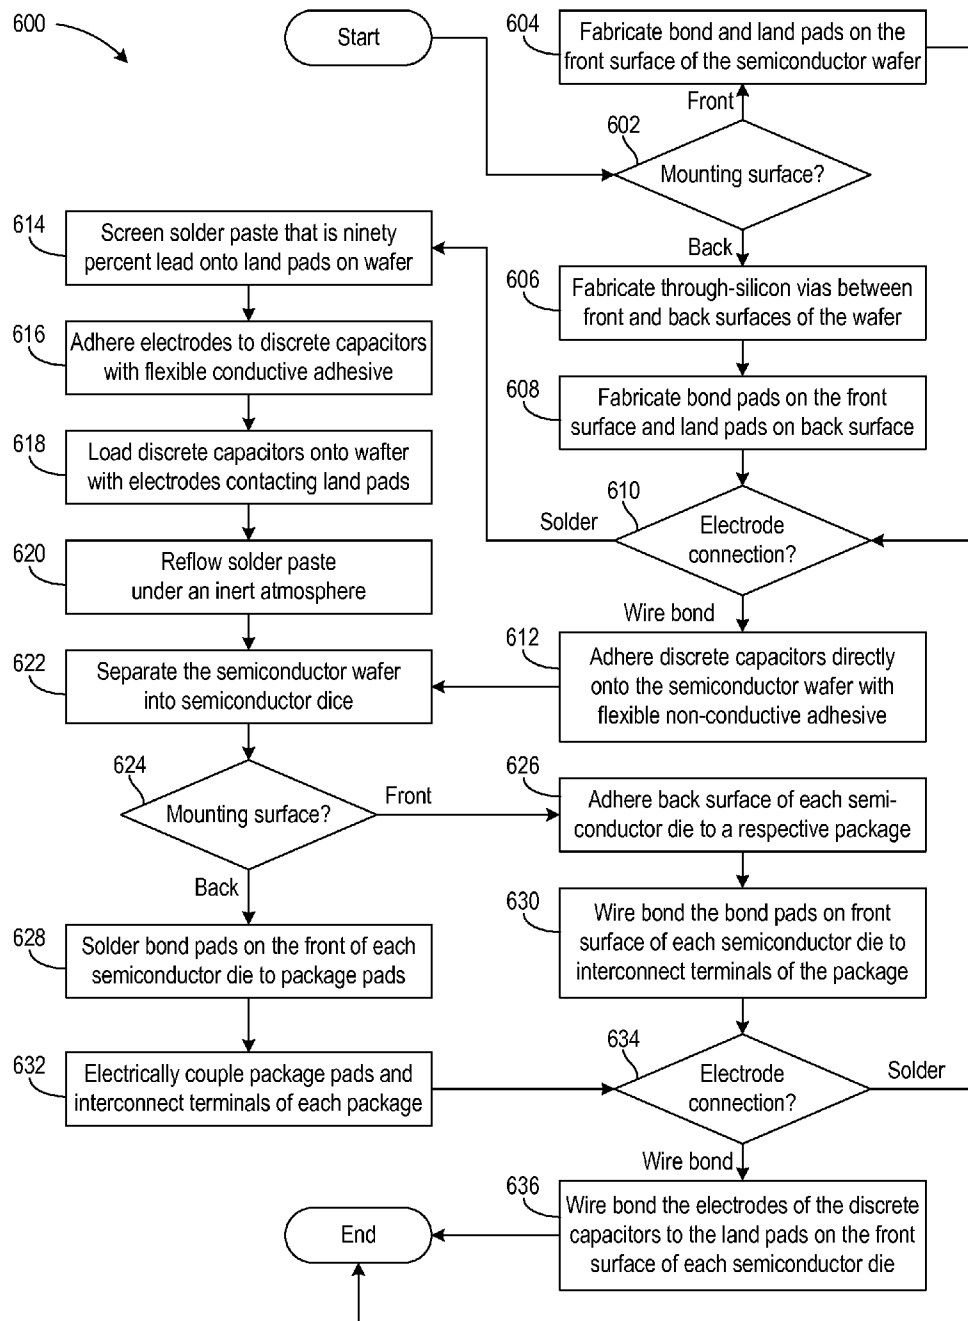 600
Start
604
Fabricate bond and land pads on the
front surface of the semiconductor wafer
Front
602
Mounting surface?
Back
606
Fabricate through-silicon vias between
front and back surfaces of the wafer
608
Fabricate bond pads on the front
surface and land pads on back surface
610
Electrode
connection?
Solder
Wire bond
612
Adhere discrete capacitors directly
onto the semiconductor wafer with
flexible non-conductive adhesive
614
Screen solder paste that is ninety
percent lead onto land pads on wafer
616
Adhere electrodes to discrete capacitors
with flexible conductive adhesive
618
Load discrete capacitors onto wafter
with electrodes contacting land pads
620
Reflow solder paste
under an inert atmosphere
622
Separate the semiconductor wafer
into semiconductor dice
624
Mounting surface?
Front
Back
626
Adhere back surface of each semi-
conductor die to a respective package
628
Solder bond pads on the front of each
semiconductor die to package pads
630
Wire bond the bond pads on front
surface of each semiconductor die to
interconnect terminals of the package
632
Electrically couple package pads and
interconnect terminals of each package
634
Electrode
connection?
Solder
Wire bond
636
Wire bond the electrodes of the discrete
capacitors to the land pads on the front
surface of each semiconductor die
End